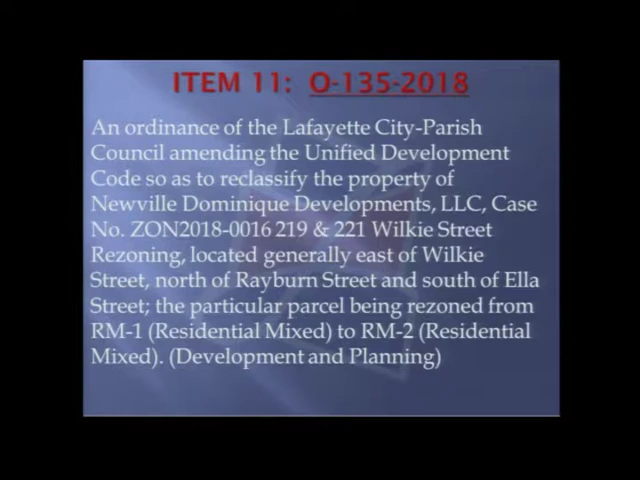 ITEM 11: O-135-2018
An ordinance of the Lafayette City-Parish
Council amending the Unified Development
Code so as to reclassify the property of
Newville Dominique Developments, LLC, Case
No. ZON2018-0016 219 & 221 Wilkie Street
Rezoning, located generally east of Wilkie
Street, north of Rayburn Street and south of Ella
Street; the particular parcel being rezoned from
RM-1 (Residential Mixed) to RM-2 (Residential
Mixed). (Development and Planning)